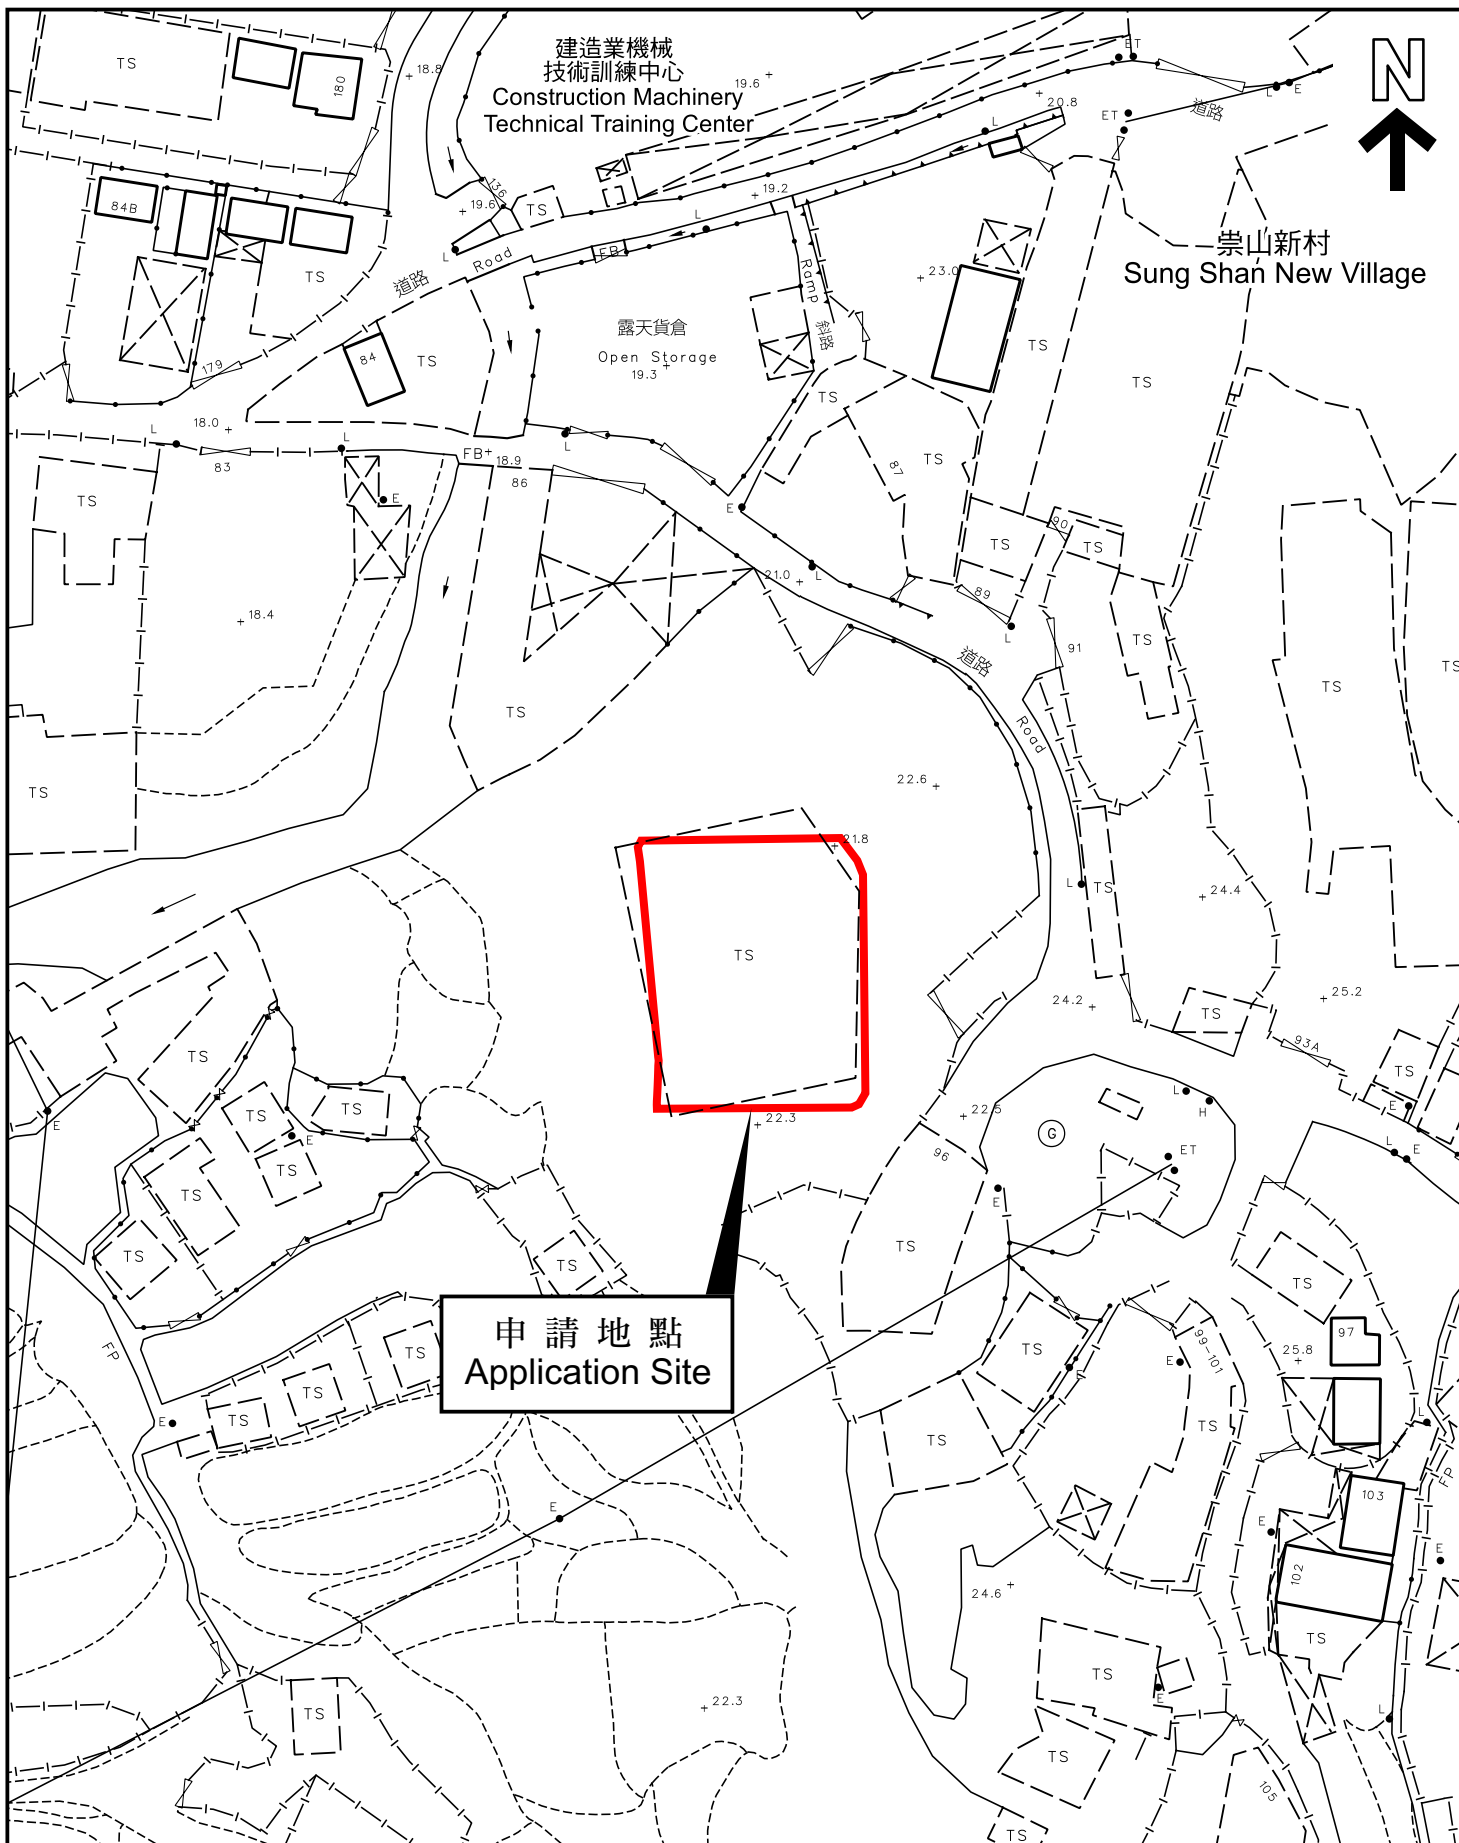 建造業機械
技術訓練中心
Construction Machinery
Technical Training Center
N
TS
180
18.8
19.6
ET
20.8
L
E
道路
ET
84B
136
19.6
TS
19.2
L
L
崇山新村
Sung Shan New Village
TS
道路
Road
FB
Ramp
斜路
23.0
露天貨倉
Open Storage
19.3
84
TS
179
TS
TS
TS
L
18.0
L
83
FB
18.9
86
L
87
TS
TS
E
E
90
TS
TS
21.0
L
89
L
18.4
91
TS
道路
TS
TS
TS
Road
TS
22.6
21.8
L
TS
24.4
TS
24.2
25.2
TS
93A
TS
TS
E
TS
TS
E
L
H
E
22.3
22.5
G
L
E
TS
TS
96
ET
E
TS
TS
TS
TS
FP
申請地點
Application Site
TS
TS
TS
E
TS
TS
E
E
99-101
97
25.8
TS
TS
L
FP
103
E
E
E
102
24.6
TS
TS
E
TS
22.3
L
TS
105
TS